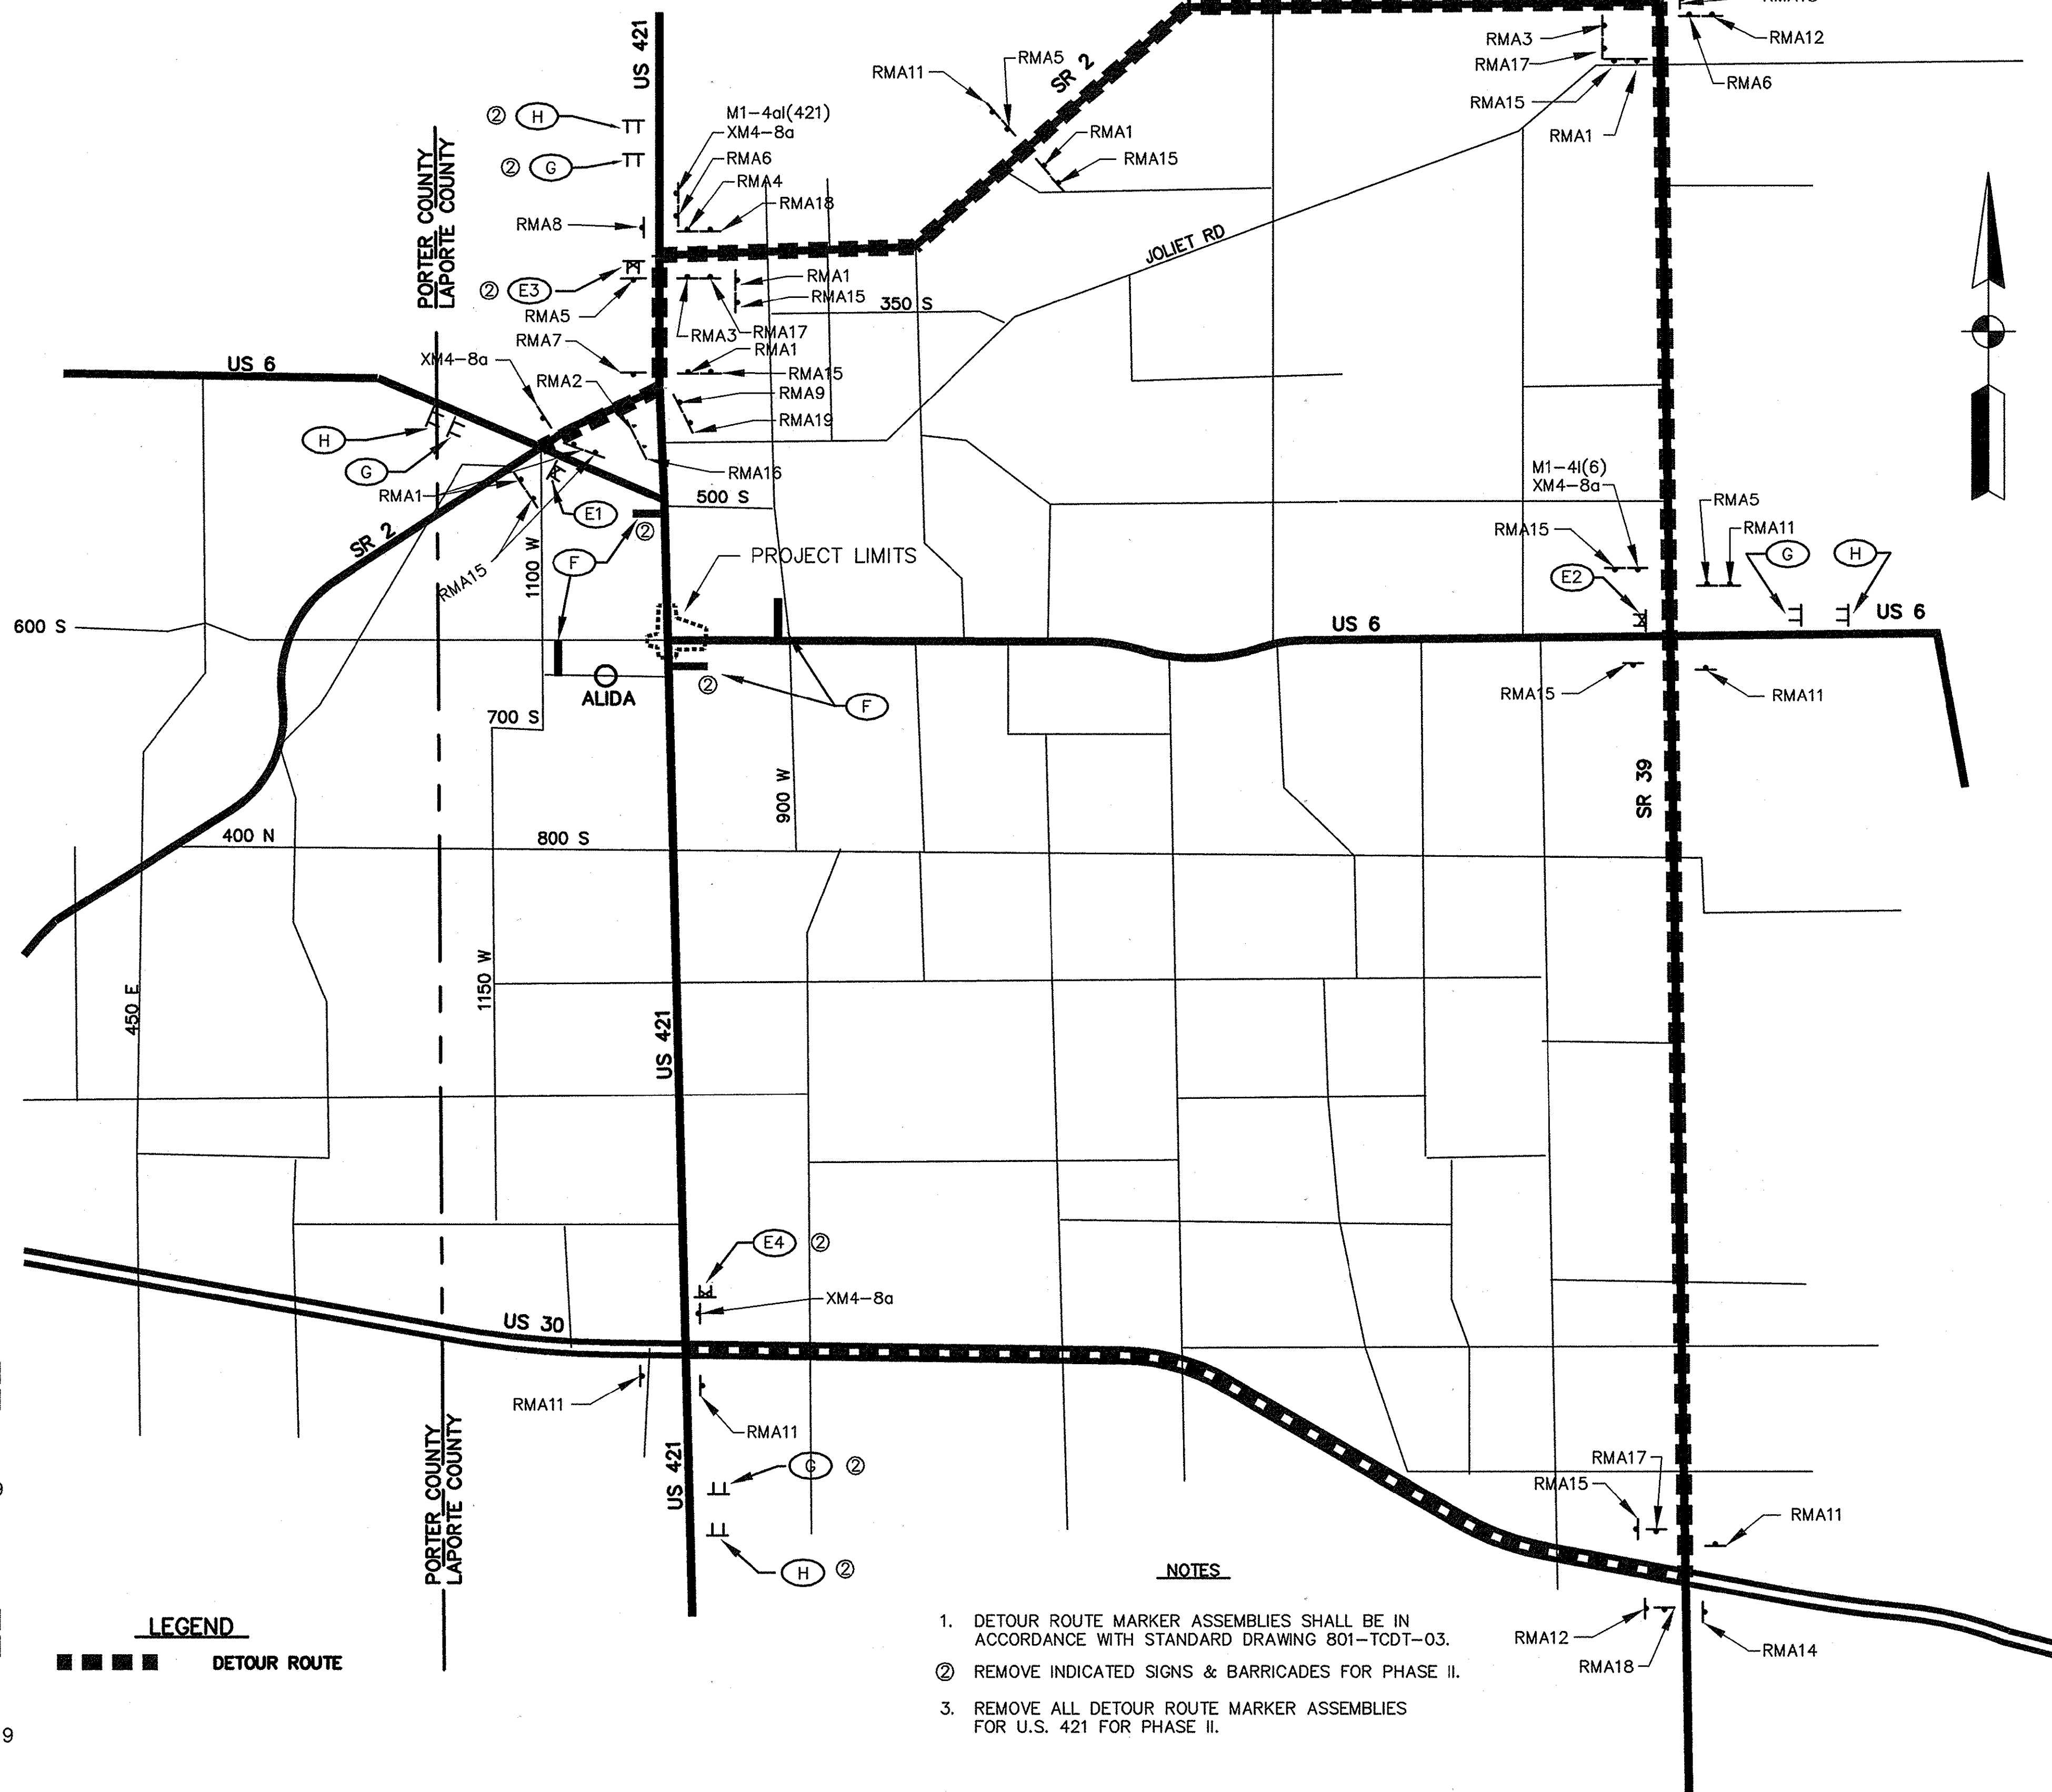 US 421
RMA3
RMA12
RMA17
RMA6
RMA15
RMA1
RMA11
RMA5
SR 2
RMA1
RMA15
② H
② G
M1-4al(421)
XM4-8a
RMA6
RMA4
RMA18
RMA8
PORTER COUNTY
LAPORTE COUNTY
② E3
RMA5
RMA1
RMA15
350 S
JOLIET RD
RMA3
RMA17
RMA7
RMA1
RMA15
XM4-8a
RMA2
RMA9
RMA19
US 6
H
G
RMA1
RMA16
E1
500 S
②
SR 2
1100 W
F
RMA15
PROJECT LIMITS
M1-4I(6)
XM4-8a
RMA5
RMA15
RMA11
G
H
E2
US 6
US 6
600 S
ALIDA
②
F
RMA15
RMA11
700 S
900 W
SR 39
400 N
800 S
450 E
1150 W
US 421
E4 ②
XM4-8a
US 30
RMA11
RMA11
PORTER COUNTY
LAPORTE COUNTY
US 421
G ②
H ②
RMA17
RMA15
RMA11
RMA12
RMA18
RMA14
LEGEND
DETOUR ROUTE
NOTES
1. DETOUR ROUTE MARKER ASSEMBLIES SHALL BE IN
ACCORDANCE WITH STANDARD DRAWING 801-TCDT-03.
② REMOVE INDICATED SIGNS & BARRICADES FOR PHASE II.
3. REMOVE ALL DETOUR ROUTE MARKER ASSEMBLIES
FOR U.S. 421 FOR PHASE II.
9